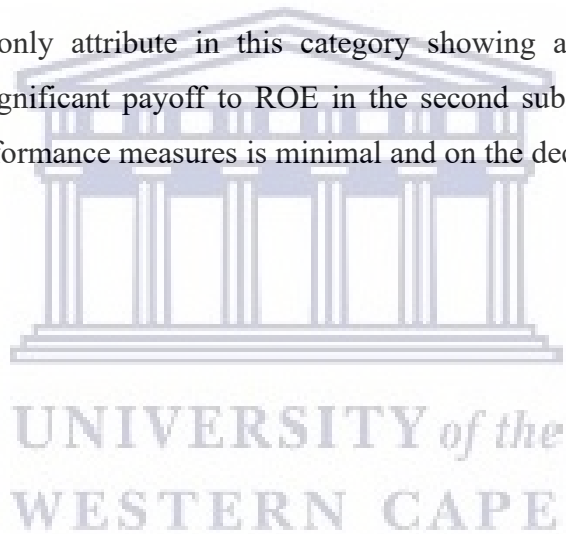 only attribute in this category showing a
gnificant payoff to ROE in the second sub
formance measures is minimal and on the dec
UNIVERSITY of the
WESTERN CAPE